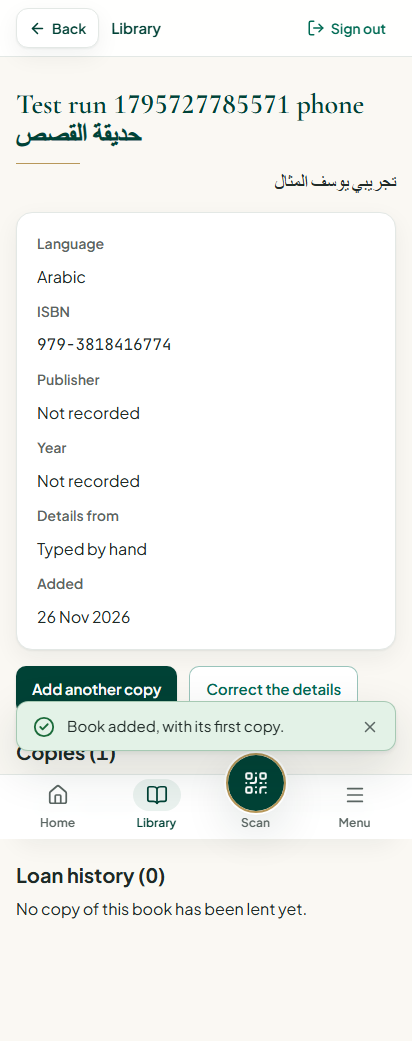 Back
Library
Sign out
Test run 1795727785571 phone
حديقة القصص
تجريبي يوسف المثال
Language
Arabic
ISBN
979-3818416774
Publisher
Not recorded
Year
Not recorded
Details from
Typed by hand
Added
26 Nov 2026
Add another copy
Correct the details
Book added, with its first copy.
Copies (1)
Home
Library
Scan
Menu
Loan history (0)
No copy of this book has been lent yet.